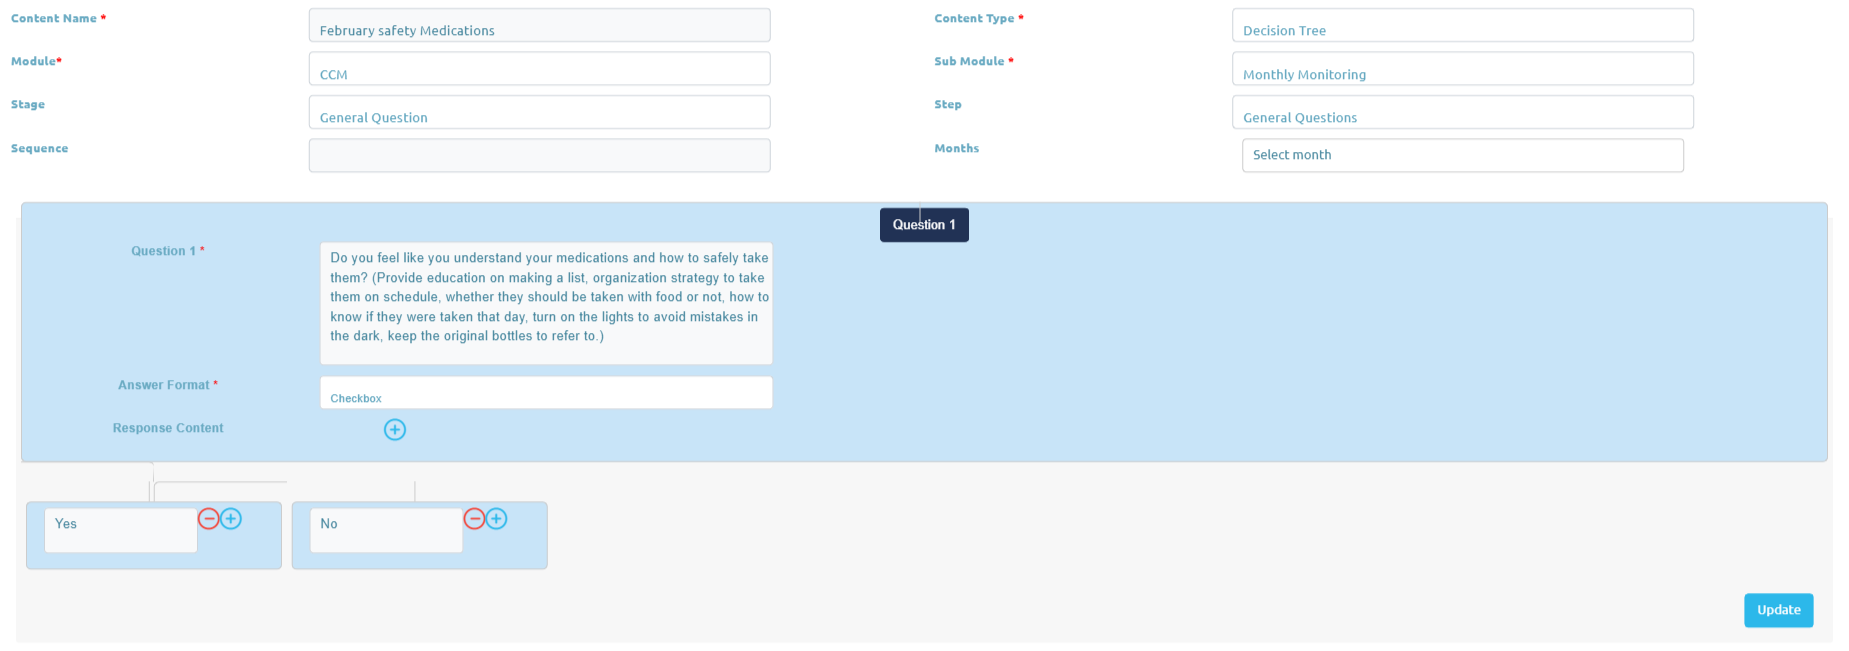 Content Name * February safety Medications Content Type * Decision Tree
Module* CCM Sub Module * Monthly Monitoring
Stage General Question Step General Questions
Sequence Months Select month
Question 1
Question 1 *
Do you feel like you understand your medications and how to safely take
them? (Provide education on making a list, organization strategy to take
them on schedule, whether they should be taken with food or not, how to
know if they were taken that day, turn on the lights to avoid mistakes in
the dark, keep the original bottles to refer to.)
Answer Format * Checkbox
Response Content
Yes No
Update